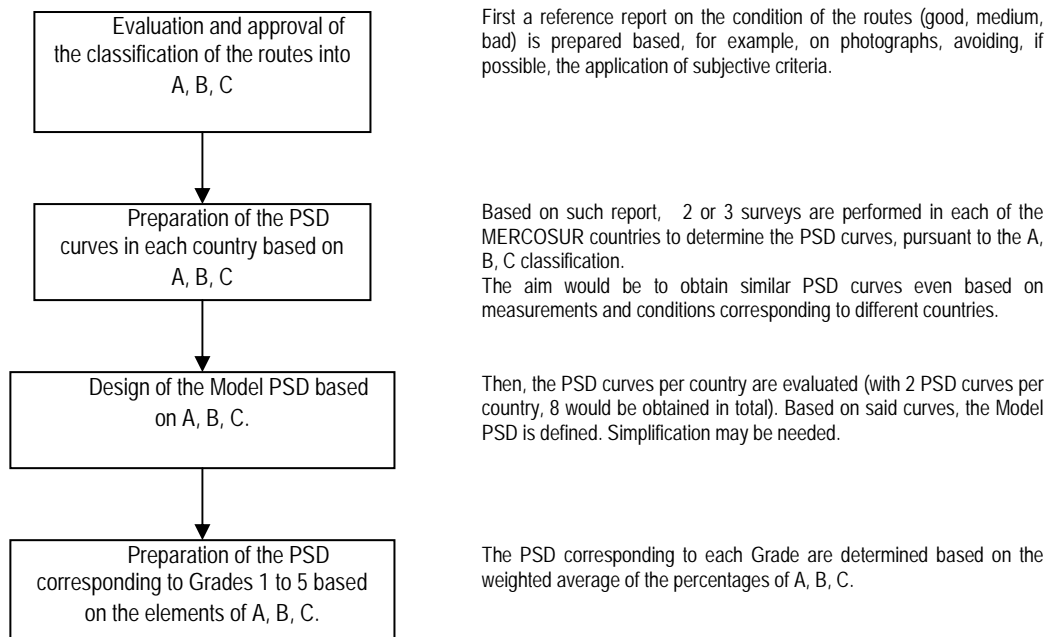 Evaluation and approval of
the classification of the routes into
A, B, C
First a reference report on the condition of the routes (good, medium,
bad) is prepared based, for example, on photographs, avoiding, if
possible, the application of subjective criteria.
Preparation of the PSD
curves in each country based on
A, B, C
Based on such report, 2 or 3 surveys are performed in each of the
MERCOSUR countries to determine the PSD curves, pursuant to the A,
B, C classification.
The aim would be to obtain similar PSD curves even based on
measurements and conditions corresponding to different countries.
Design of the Model PSD based
on A, B, C.
Then, the PSD curves per country are evaluated (with 2 PSD curves per
country, 8 would be obtained in total). Based on said curves, the Model
PSD is defined. Simplification may be needed.
Preparation of the PSD
corresponding to Grades 1 to 5 based
on the elements of A, B, C.
The PSD corresponding to each Grade are determined based on the
weighted average of the percentages of A, B, C.